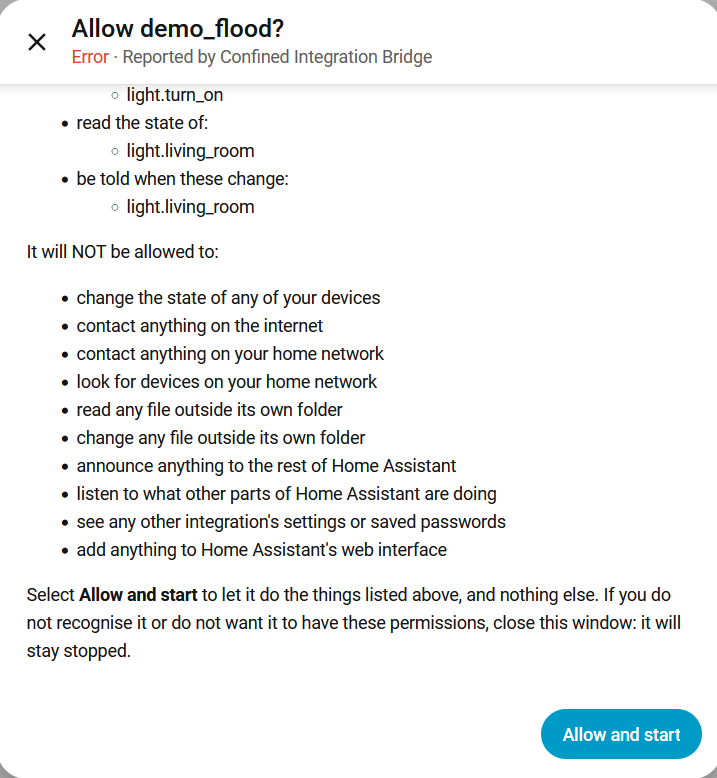 Allow demo_flood?
Error · Reported by Confined Integration Bridge
light.turn_on
read the state of:
light.living_room
be told when these change:
light.living_room
It will NOT be allowed to:
change the state of any of your devices
contact anything on the internet
contact anything on your home network
look for devices on your home network
read any file outside its own folder
change any file outside its own folder
announce anything to the rest of Home Assistant
listen to what other parts of Home Assistant are doing
see any other integration's settings or saved passwords
add anything to Home Assistant's web interface
Select Allow and start to let it do the things listed above, and nothing else. If you do
not recognise it or do not want it to have these permissions, close this window: it will
stay stopped.
Allow and start